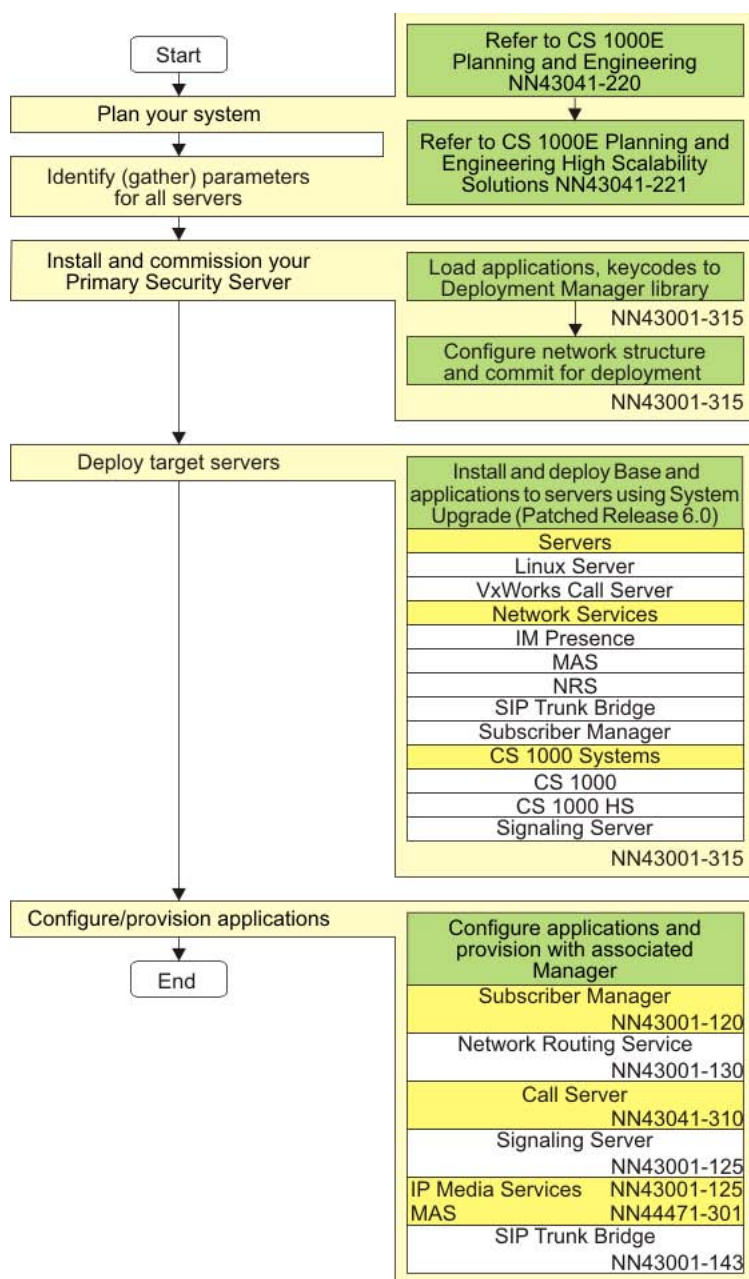 Start
Plan your system
Identify (gather) parameters
for all servers
Refer to CS 1000E
Planning and Engineering
NN43041-220
Refer to CS 1000E Planning and
Engineering High Scalability
Solutions NN43041-221
Install and commission your
Primary Security Server
Load applications, keycodes to
Deployment Manager library
NN43001-315
Configure network structure
and commit for deployment
NN43001-315
Deploy target servers
Install and deploy Base and
applications to servers using System
Upgrade (Patched Release 6.0)
Servers
Linux Server
VxWorks Call Server
Network Services
IM Presence
MAS
NRS
SIP Trunk Bridge
Subscriber Manager
CS 1000 Systems
CS 1000
CS 1000 HS
Signaling Server
NN43001-315
Configure/provision applications
End
Configure applications and
provision with associated
Manager
Subscriber Manager
NN43001-120
Network Routing Service
NN43001-130
Call Server
NN43041-310
Signaling Server
NN43001-125
IP Media Services NN43001-125
MAS NN44471-301
SIP Trunk Bridge
NN43001-143